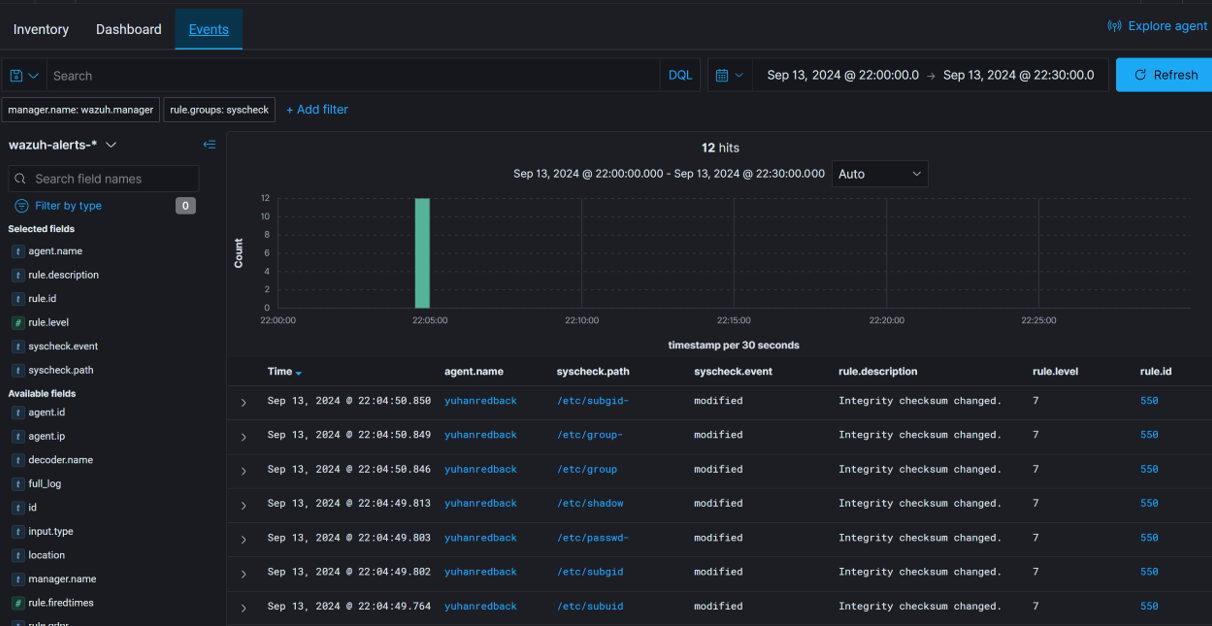 Inventory Dashboard Events
Explore agent
Search DQL Sep 13, 2024 @ 22:00:00.0 → Sep 13, 2024 @ 22:30:00.0 Refresh
manager.name: wazuh.manager rule.groups: syscheck + Add filter
wazuh-alerts-*
Search field names
Filter by type 0
Selected fields
t agent.name
t rule.description
t rule.id
# rule.level
t syscheck.event
t syscheck.path
Available fields
t agent.id
t agent.ip
t decoder.name
t full_log
t id
t input.type
t location
t manager.name
# rule.firedtimes
12 hits
Sep 13, 2024 @ 22:00:00.000 - Sep 13, 2024 @ 22:30:00.000 Auto
Count
12
10
8
6
4
2
0
22:00:00 22:05:00 22:10:00 22:15:00 22:20:00 22:25:00
timestamp per 30 seconds
Time agent.name syscheck.path syscheck.event rule.description rule.level rule.id
Sep 13, 2024 @ 22:04:50.850 yuhanredback /etc/subgid- modified Integrity checksum changed. 7 550
Sep 13, 2024 @ 22:04:50.849 yuhanredback /etc/group- modified Integrity checksum changed. 7 550
Sep 13, 2024 @ 22:04:50.846 yuhanredback /etc/group modified Integrity checksum changed. 7 550
Sep 13, 2024 @ 22:04:49.813 yuhanredback /etc/shadow modified Integrity checksum changed. 7 550
Sep 13, 2024 @ 22:04:49.803 yuhanredback /etc/passwd- modified Integrity checksum changed. 7 550
Sep 13, 2024 @ 22:04:49.802 yuhanredback /etc/subgid modified Integrity checksum changed. 7 550
Sep 13, 2024 @ 22:04:49.764 yuhanredback /etc/subuid modified Integrity checksum changed. 7 550